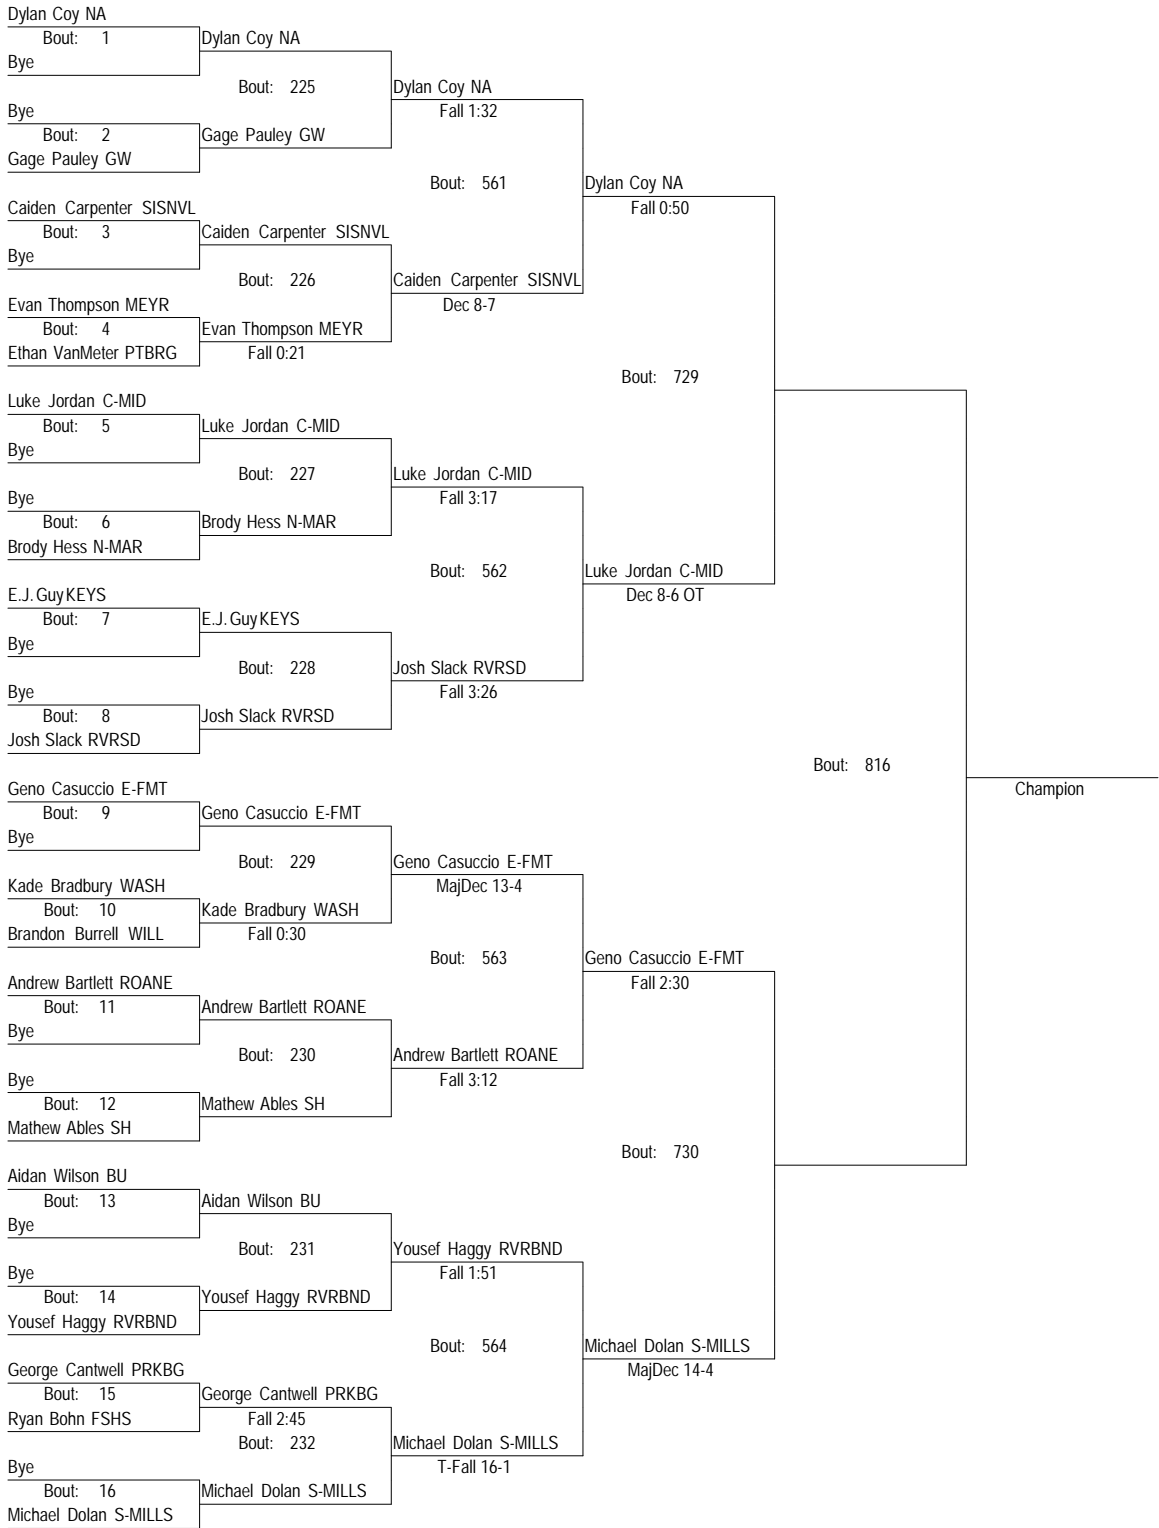 Dylan Coy NA
Bout: 1
Dylan Coy NA
Bye
Bout: 225
Dylan Coy NA
Bye
Fall 1:32
Bout: 2
Gage Pauley GW
Gage Pauley GW
Bout: 561
Dylan Coy NA
Caiden Carpenter SISNVL
Fall 0:50
Bout: 3
Caiden Carpenter SISNVL
Bye
Bout: 226
Caiden Carpenter SISNVL
Evan Thompson MEYR
Dec 8-7
Bout: 4
Evan Thompson MEYR
Ethan VanMeter PTBRG
Fall 0:21
Bout: 729
Luke Jordan C-MID
Bout: 5
Luke Jordan C-MID
Bye
Bout: 227
Luke Jordan C-MID
Bye
Fall 3:17
Bout: 6
Brody Hess N-MAR
Brody Hess N-MAR
Bout: 562
Luke Jordan C-MID
E.J. Guy KEYS
Dec 8-6 OT
Bout: 7
E.J. Guy KEYS
Bye
Bout: 228
Josh Slack RVRSD
Bye
Fall 3:26
Bout: 8
Josh Slack RVRSD
Josh Slack RVRSD
Bout: 816
Geno Casuccio E-FMT
Champion
Bout: 9
Geno Casuccio E-FMT
Bye
Bout: 229
Geno Casuccio E-FMT
Kade Bradbury WASH
MajDec 13-4
Bout: 10
Kade Bradbury WASH
Brandon Burrell WILL
Fall 0:30
Bout: 563
Geno Casuccio E-FMT
Andrew Bartlett ROANE
Fall 2:30
Bout: 11
Andrew Bartlett ROANE
Bye
Bout: 230
Andrew Bartlett ROANE
Bye
Fall 3:12
Bout: 12
Mathew Ables SH
Mathew Ables SH
Bout: 730
Aidan Wilson BU
Bout: 13
Aidan Wilson BU
Bye
Bout: 231
Yousef Haggy RVRBND
Bye
Fall 1:51
Bout: 14
Yousef Haggy RVRBND
Yousef Haggy RVRBND
Bout: 564
Michael Dolan S-MILLS
George Cantwell PRKBG
MajDec 14-4
Bout: 15
George Cantwell PRKBG
Ryan Bohn FSHS
Fall 2:45
Bout: 232
Michael Dolan S-MILLS
Bye
T-Fall 16-1
Bout: 16
Michael Dolan S-MILLS
Michael Dolan S-MILLS